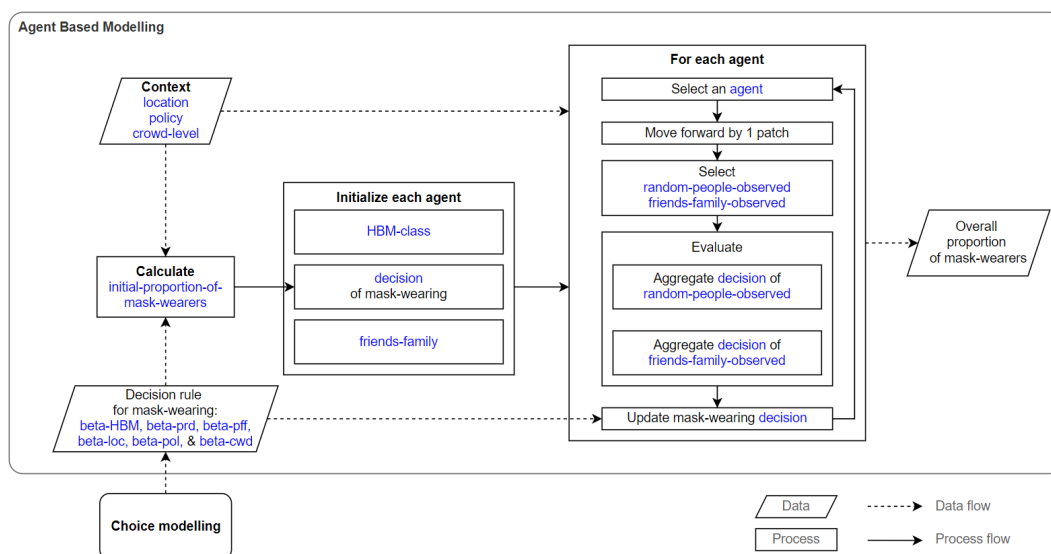 Agent Based Modelling
Context
location
policy
crowd-level
Calculate
initial-proportion-of-
mask-wearers
Decision rule
for mask-wearing:
beta-HBM, beta-prd, beta-pff,
beta-loc, beta-pol, & beta-cwd
Choice modelling
Initialize each agent
HBM-class
decision
of mask-wearing
friends-family
For each agent
Select an agent
Move forward by 1 patch
Select
random-people-observed
friends-family-observed
Evaluate
Aggregate decision of
random-people-observed
Aggregate decision of
friends-family-observed
Update mask-wearing decision
Overall
proportion
of mask-wearers
Data
Data flow
Process
Process flow